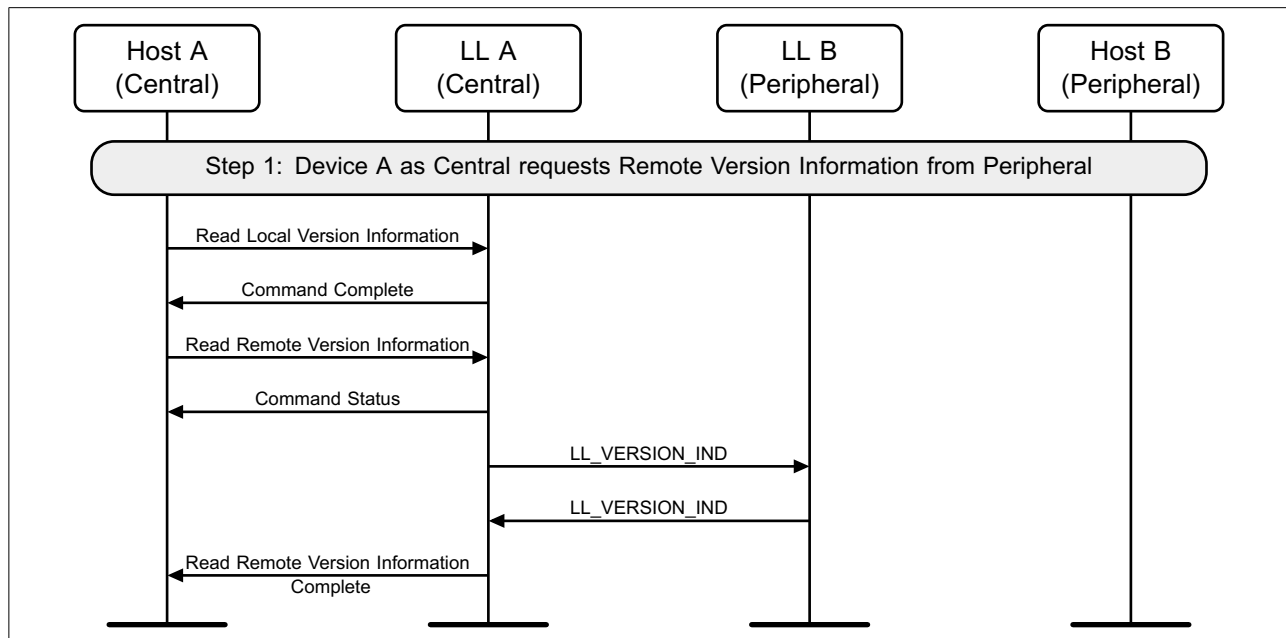 Host A
(Central)
LL A
(Central)
LL B
(Peripheral)
Host B
(Peripheral)
Step 1: Device A as Central requests Remote Version Information from Peripheral
Read Local Version Information
Command Complete
Read Remote Version Information
Command Status
LL_VERSION_IND
LL_VERSION_IND
Read Remote Version Information
Complete